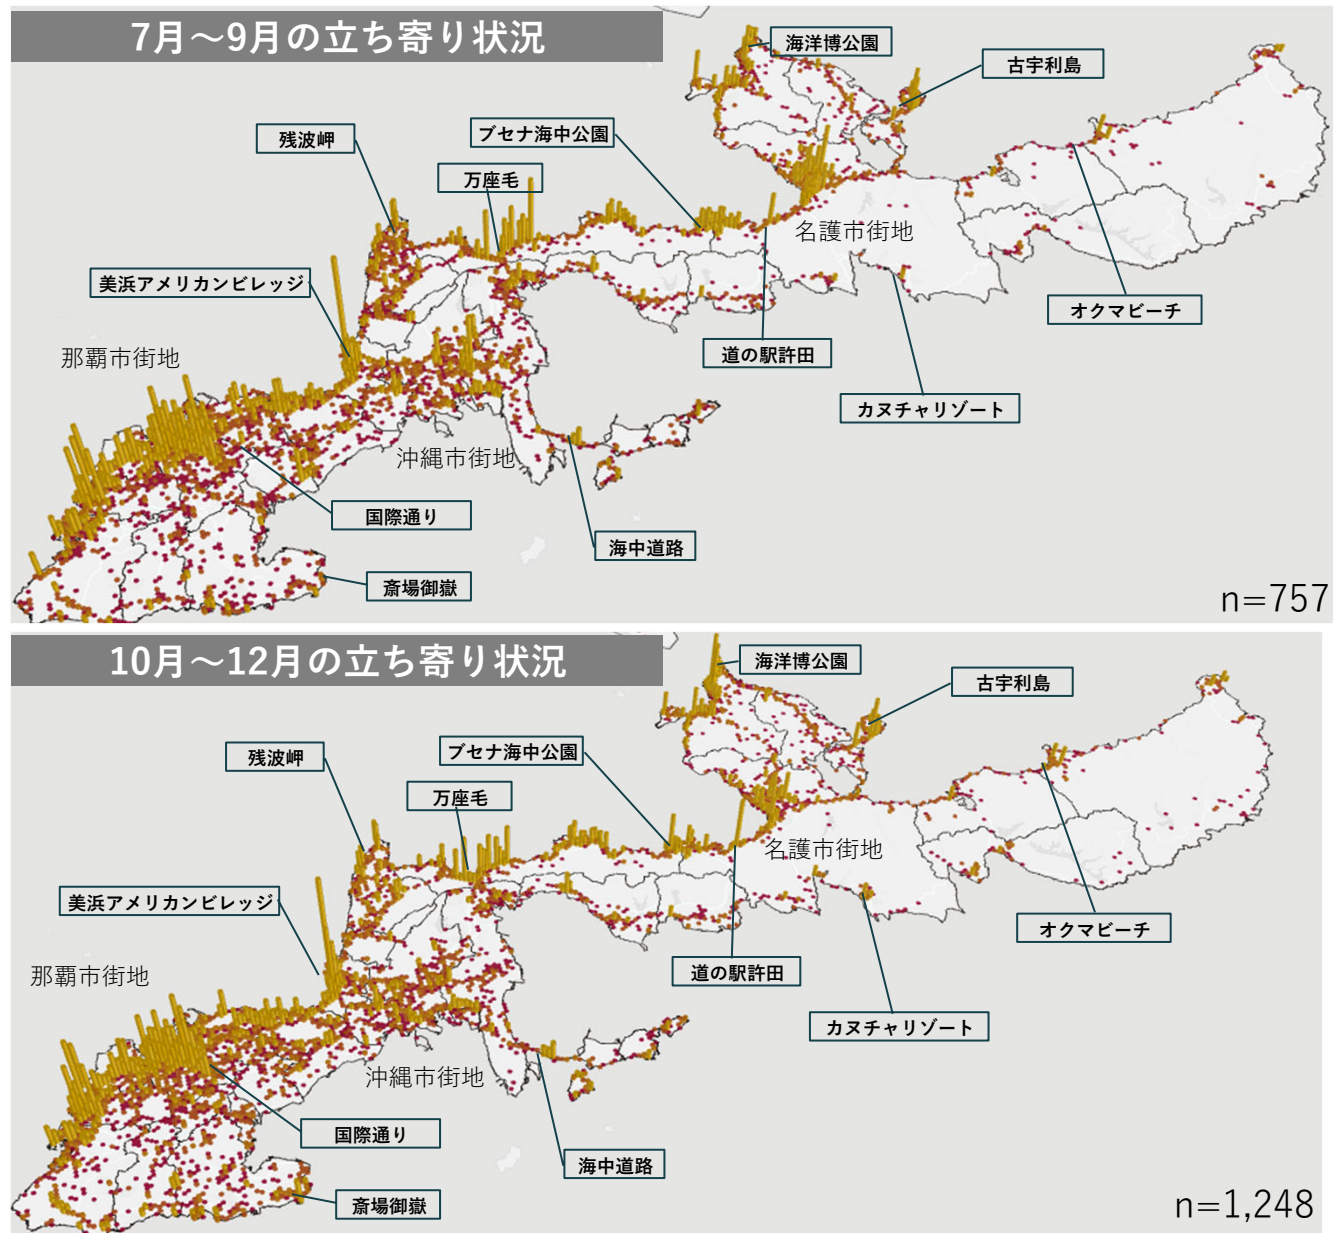 7月～9月の立ち寄り状況
海洋博公園
古宇利島
残波岬
ブセナ海中公園
万座毛
名護市街地
美浜アメリカンビレッジ
オクマビーチ
那覇市街地
道の駅許田
カヌチャリゾート
沖縄市街地
国際通り
海中道路
斎場御嶽
n=757
10月～12月の立ち寄り状況
海洋博公園
古宇利島
残波岬
ブセナ海中公園
万座毛
名護市街地
美浜アメリカンビレッジ
オクマビーチ
那覇市街地
道の駅許田
カヌチャリゾート
沖縄市街地
国際通り
海中道路
斎場御嶽
n=1,248